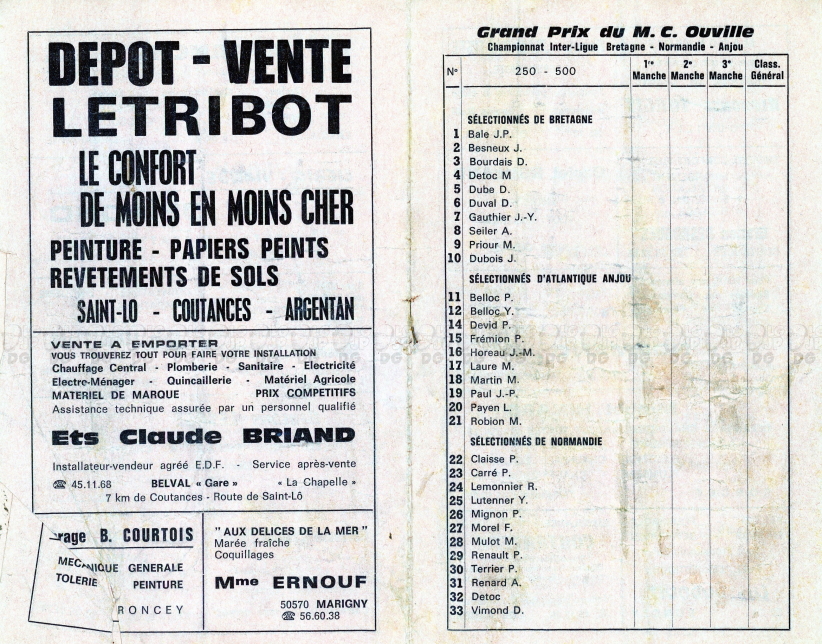 DEPOT - VENTE
LETRIBOT
LE CONFORT
DE MOINS EN MOINS CHER
PEINTURE - PAPIERS PEINTS
REVETEMENTS DE SOLS
SAINT-LO - COUTANCES - ARGENTAN
VENTE A EMPORTER
VOUS TROUVEREZ TOUT POUR FAIRE VOTRE INSTALLATION
Chauffage Central - Plomberie - Sanitaire - Electricité
Electro-Ménager - Quincaillerie - Matériel Agricole
MATERIEL DE MARQUE PRIX COMPETITIFS
Assistance technique assurée par un personnel qualifié
Ets Claude BRIAND
Installateur-vendeur agréé E.D.F. - Service après-vente
☎ 45.11.68 BELVAL « Gare » « La Chapelle »
7 km de Coutances - Route de Saint-Lô
rage B. COURTOIS
MECANIQUE GENERALE
TOLERIE PEINTURE
RONCEY
"AUX DELICES DE LA MER"
Marée fraîche
Coquillages
Mme ERNOUF
50570 MARIGNY
☎ 56.60.38
Grand Prix du M. C. Ouville
Championnat Inter-Ligue Bretagne - Normandie - Anjou
N° 250 - 500 1re Manche 2e Manche 3e Manche Class. Général
SÉLECTIONNÉS DE BRETAGNE
1 Bale J.P.
2 Besneux J.
3 Bourdais D.
4 Detoc M
5 Dube D.
6 Duval D.
7 Gauthier J.-Y.
8 Seiler A.
9 Priour M.
10 Dubois J.
SÉLECTIONNÉS D'ATLANTIQUE ANJOU
11 Belloc P.
12 Belloc Y.
14 Devid P.
15 Frémion P.
16 Horeau J.-M.
17 Laure M.
18 Martin M.
19 Paul J.-P.
20 Payen L.
21 Robion M.
SÉLECTIONNÉS DE NORMANDIE
22 Claisse P.
23 Carré P.
24 Lemonnier R.
25 Lutenner Y.
26 Mignon P.
27 Morel F.
28 Mulot M.
29 Renault P.
30 Terrier P.
31 Renard A.
32 Detoc
33 Vimond D.